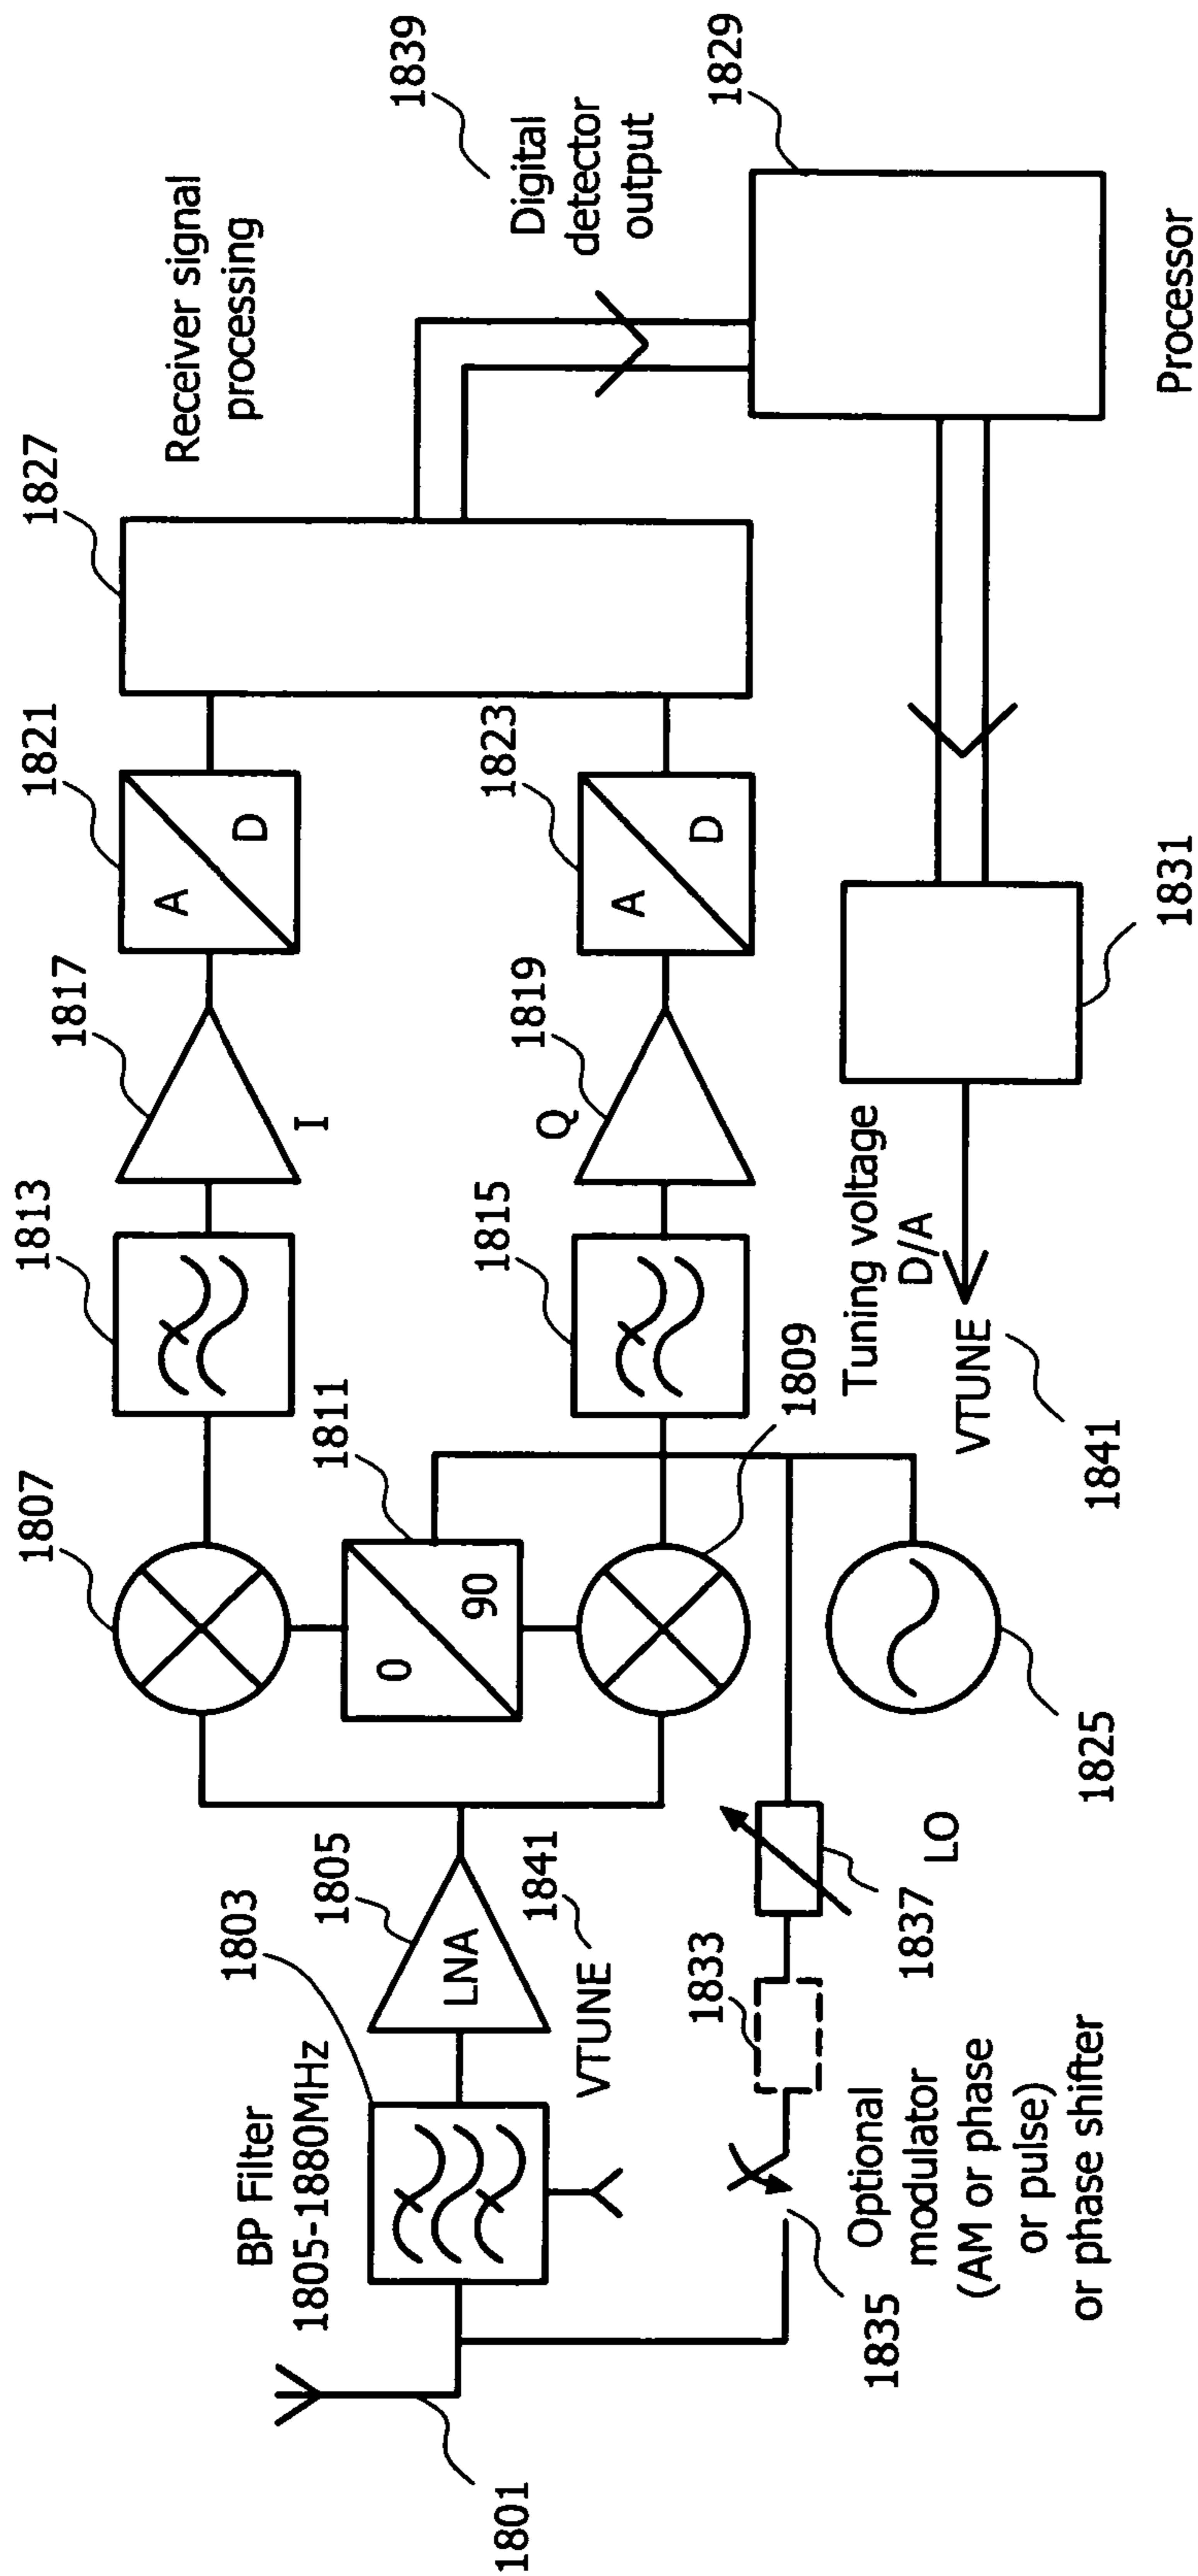 1801
BP Filter
1805-1880MHz
1803
LNA
1805
VTUNE
1841
1807
0
90
1811
1809
1813
1815
I
1817
Q
1819
A
D
1821
A
D
1823
1827
Receiver signal
processing
Digital
detector
output
1839
1829
Processor
1831
Tuning voltage
D/A
VTUNE
1841
1825
LO
1837
1833
1835
Optional
modulator
(AM or phase
or pulse)
or phase shifter